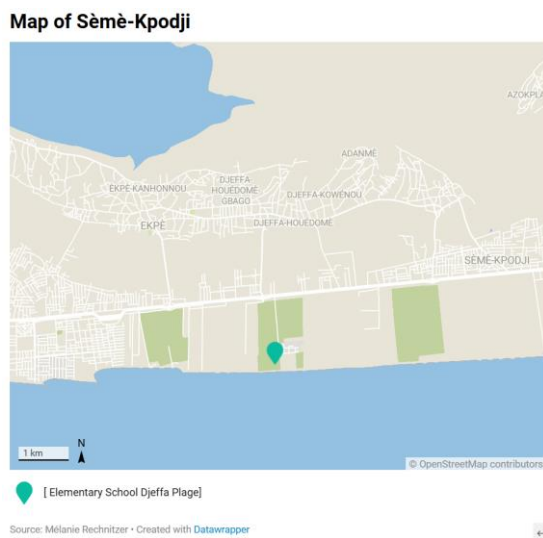 Map of Sèmè-Kpodji
AZOKPLA
ADANMÈ
EKPÈ-KANHONNOU
DJEFFA
HOUÉDOMÈ
GBAGO
DJEFFA-KOWÉNOU
EKPÈ
DJEFFA-HOUÉDOMÈ
SÈMÈ-KPODJI
1 km
N
© OpenStreetMap contributors
[ Elementary School Djeffa Plage]
Source: Mélanie Rechnitzer • Created with Datawrapper